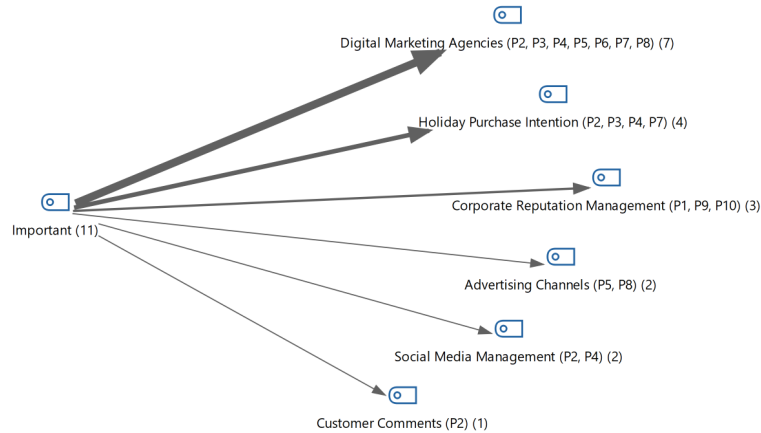 Digital Marketing Agencies (P2, P3, P4, P5, P6, P7, P8) (7)
Holiday Purchase Intention (P2, P3, P4, P7) (4)
Corporate Reputation Management (P1, P9, P10) (3)
Important (11)
Advertising Channels (P5, P8) (2)
Social Media Management (P2, P4) (2)
Customer Comments (P2) (1)